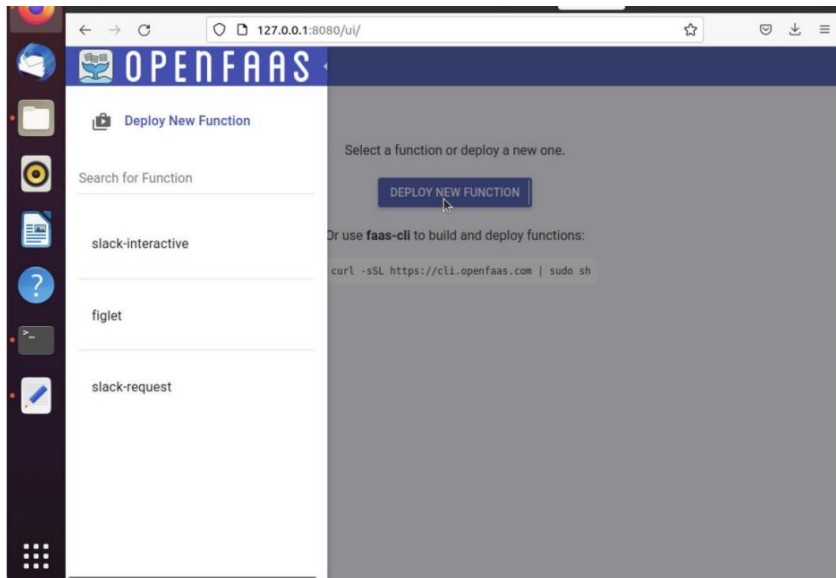 127.0.0.1:8080/ui/
OPENFAAS
Deploy New Function
Search for Function
slack-interactive
figlet
slack-request
Select a function or deploy a new one.
DEPLOY NEW FUNCTION
Or use faas-cli to build and deploy functions:
curl -sSL https://cli.openfaas.com | sudo sh